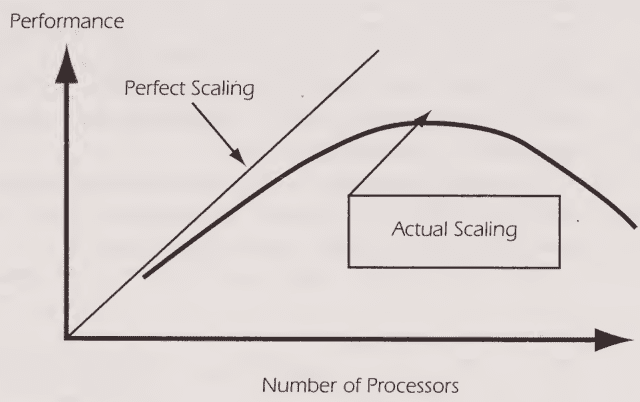 Performance
Perfect Scaling
Actual Scaling
Number of Processors